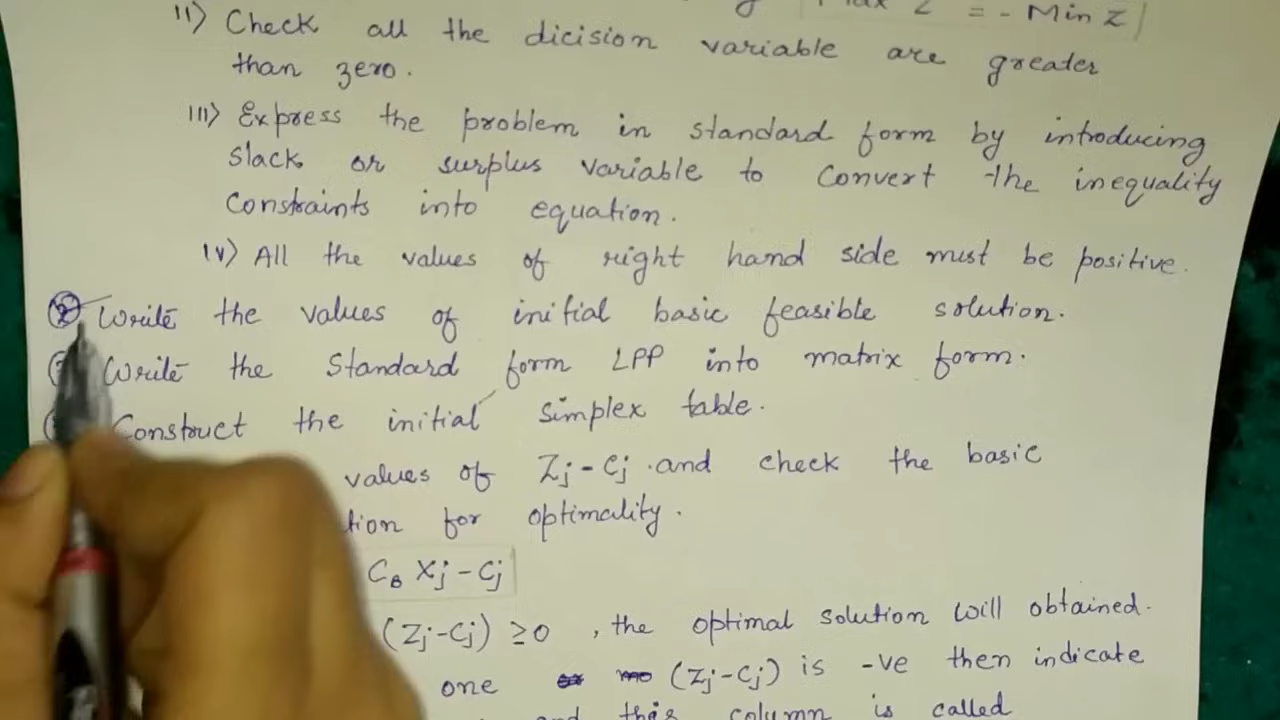 = - Min Z
ii) Check all the dicision variable are greater
than zero.
iii) Express the problem in standard form by introducing
slack or surplus variable to convert the inequality
constraints into equation.
iv) All the values of right hand side must be positive.
② Write the values of initial basic feasible solution.
Write the Standard form LPP into matrix form.
Construct the initial simplex table.
values of Zj - Cj . and check the basic
for optimality.
CB Xj - Cj
(Zj - Cj) ≥ 0 , the optimal solution will obtained.
one (Zj - Cj) is -ve then indicate
and this column is called